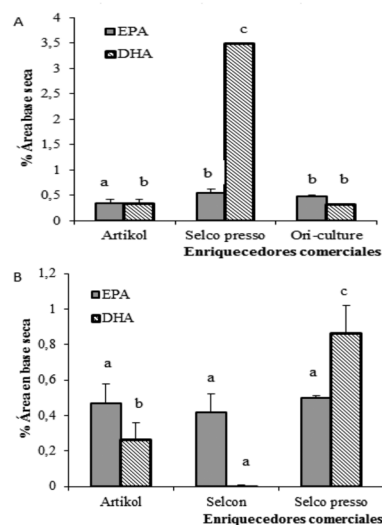 A
4
3,5
3
2,5
2
1,5
1
0,5
0
% Área base seca
EPA
DHA
a b
b c
b b
Artikol Selco presso Ori-culture
Enriquecedores comerciales
B
1,2
1
0,8
0,6
0,4
0,2
0
% Área en base seca
EPA
DHA
a b
a a
a c
Artikol Selcon Selco presso
Enriquecedores comerciales